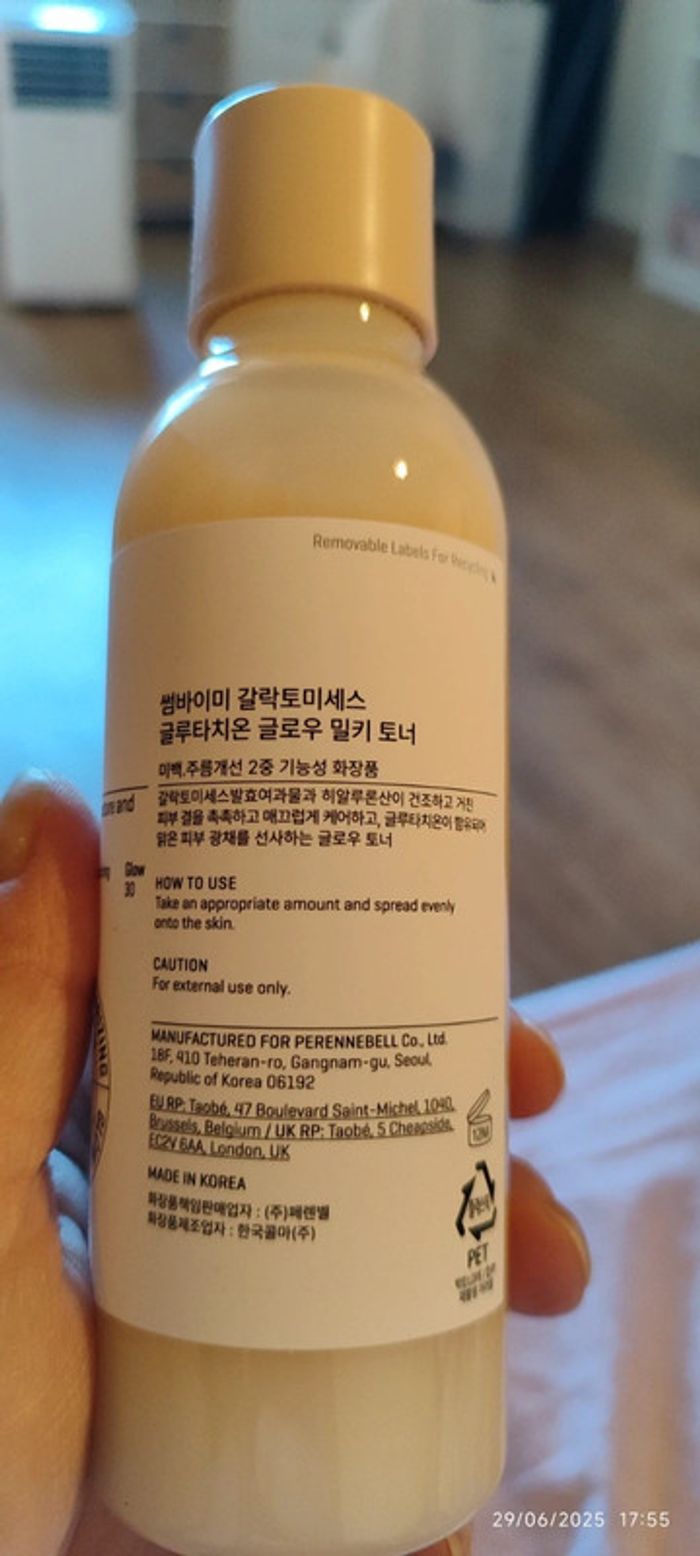 Removable Labels For Recycling
썸바이미 갈락토미세스
글루타치온 글로우 밀키 토너
미백.주름개선 2중 기능성 화장품
갈락토미세스발효여과물과 히알루론산이 건조하고 거친
피부 결을 촉촉하고 매끄럽게 케어하고, 글루타치온이 함유되어
맑은 피부 광채를 선사하는 글로우 토너
and
Glow
30
HOW TO USE
Take an appropriate amount and spread evenly
onto the skin.
CAUTION
For external use only.
MANUFACTURED FOR PERENNEBELL Co., Ltd.
18F, 410 Teheran-ro, Gangnam-gu, Seoul,
Republic of Korea 06192
EU RP: Taobé, 47 Boulevard Saint-Michel, 1040,
Brussels, Belgium / UK RP: Taobé, 5 Cheapside,
EC2V 6AA, London, UK
12M
MADE IN KOREA
화장품책임판매업자 : (주)페렌벨
화장품제조업자 : 한국콜마(주)
PET
29/06/2025 17:55